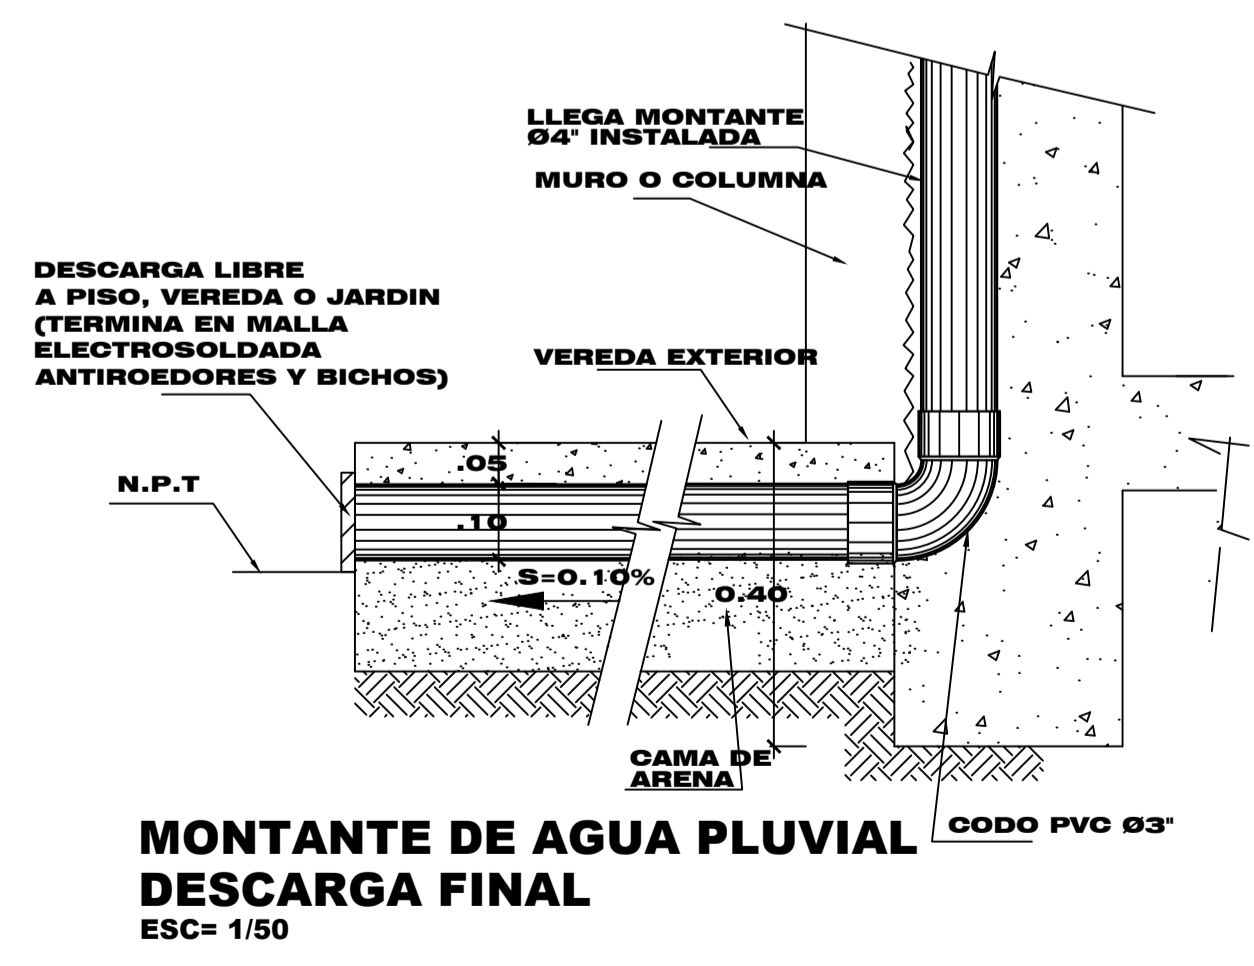 LLEGA MONTANTE
Ø4" INSTALADA
MURO O COLUMNA
DESCARGA LIBRE
A PISO, VEREDA O JARDIN
(TERMINA EN MALLA
ELECTROSOLDADA
ANTIROEDORES Y BICHOS)
VEREDA EXTERIOR
.05
N.P.T
.10
S=0.10%
0.40
CAMA DE
ARENA
CODO PVC Ø3"
MONTANTE DE AGUA PLUVIAL
DESCARGA FINAL
ESC= 1/50